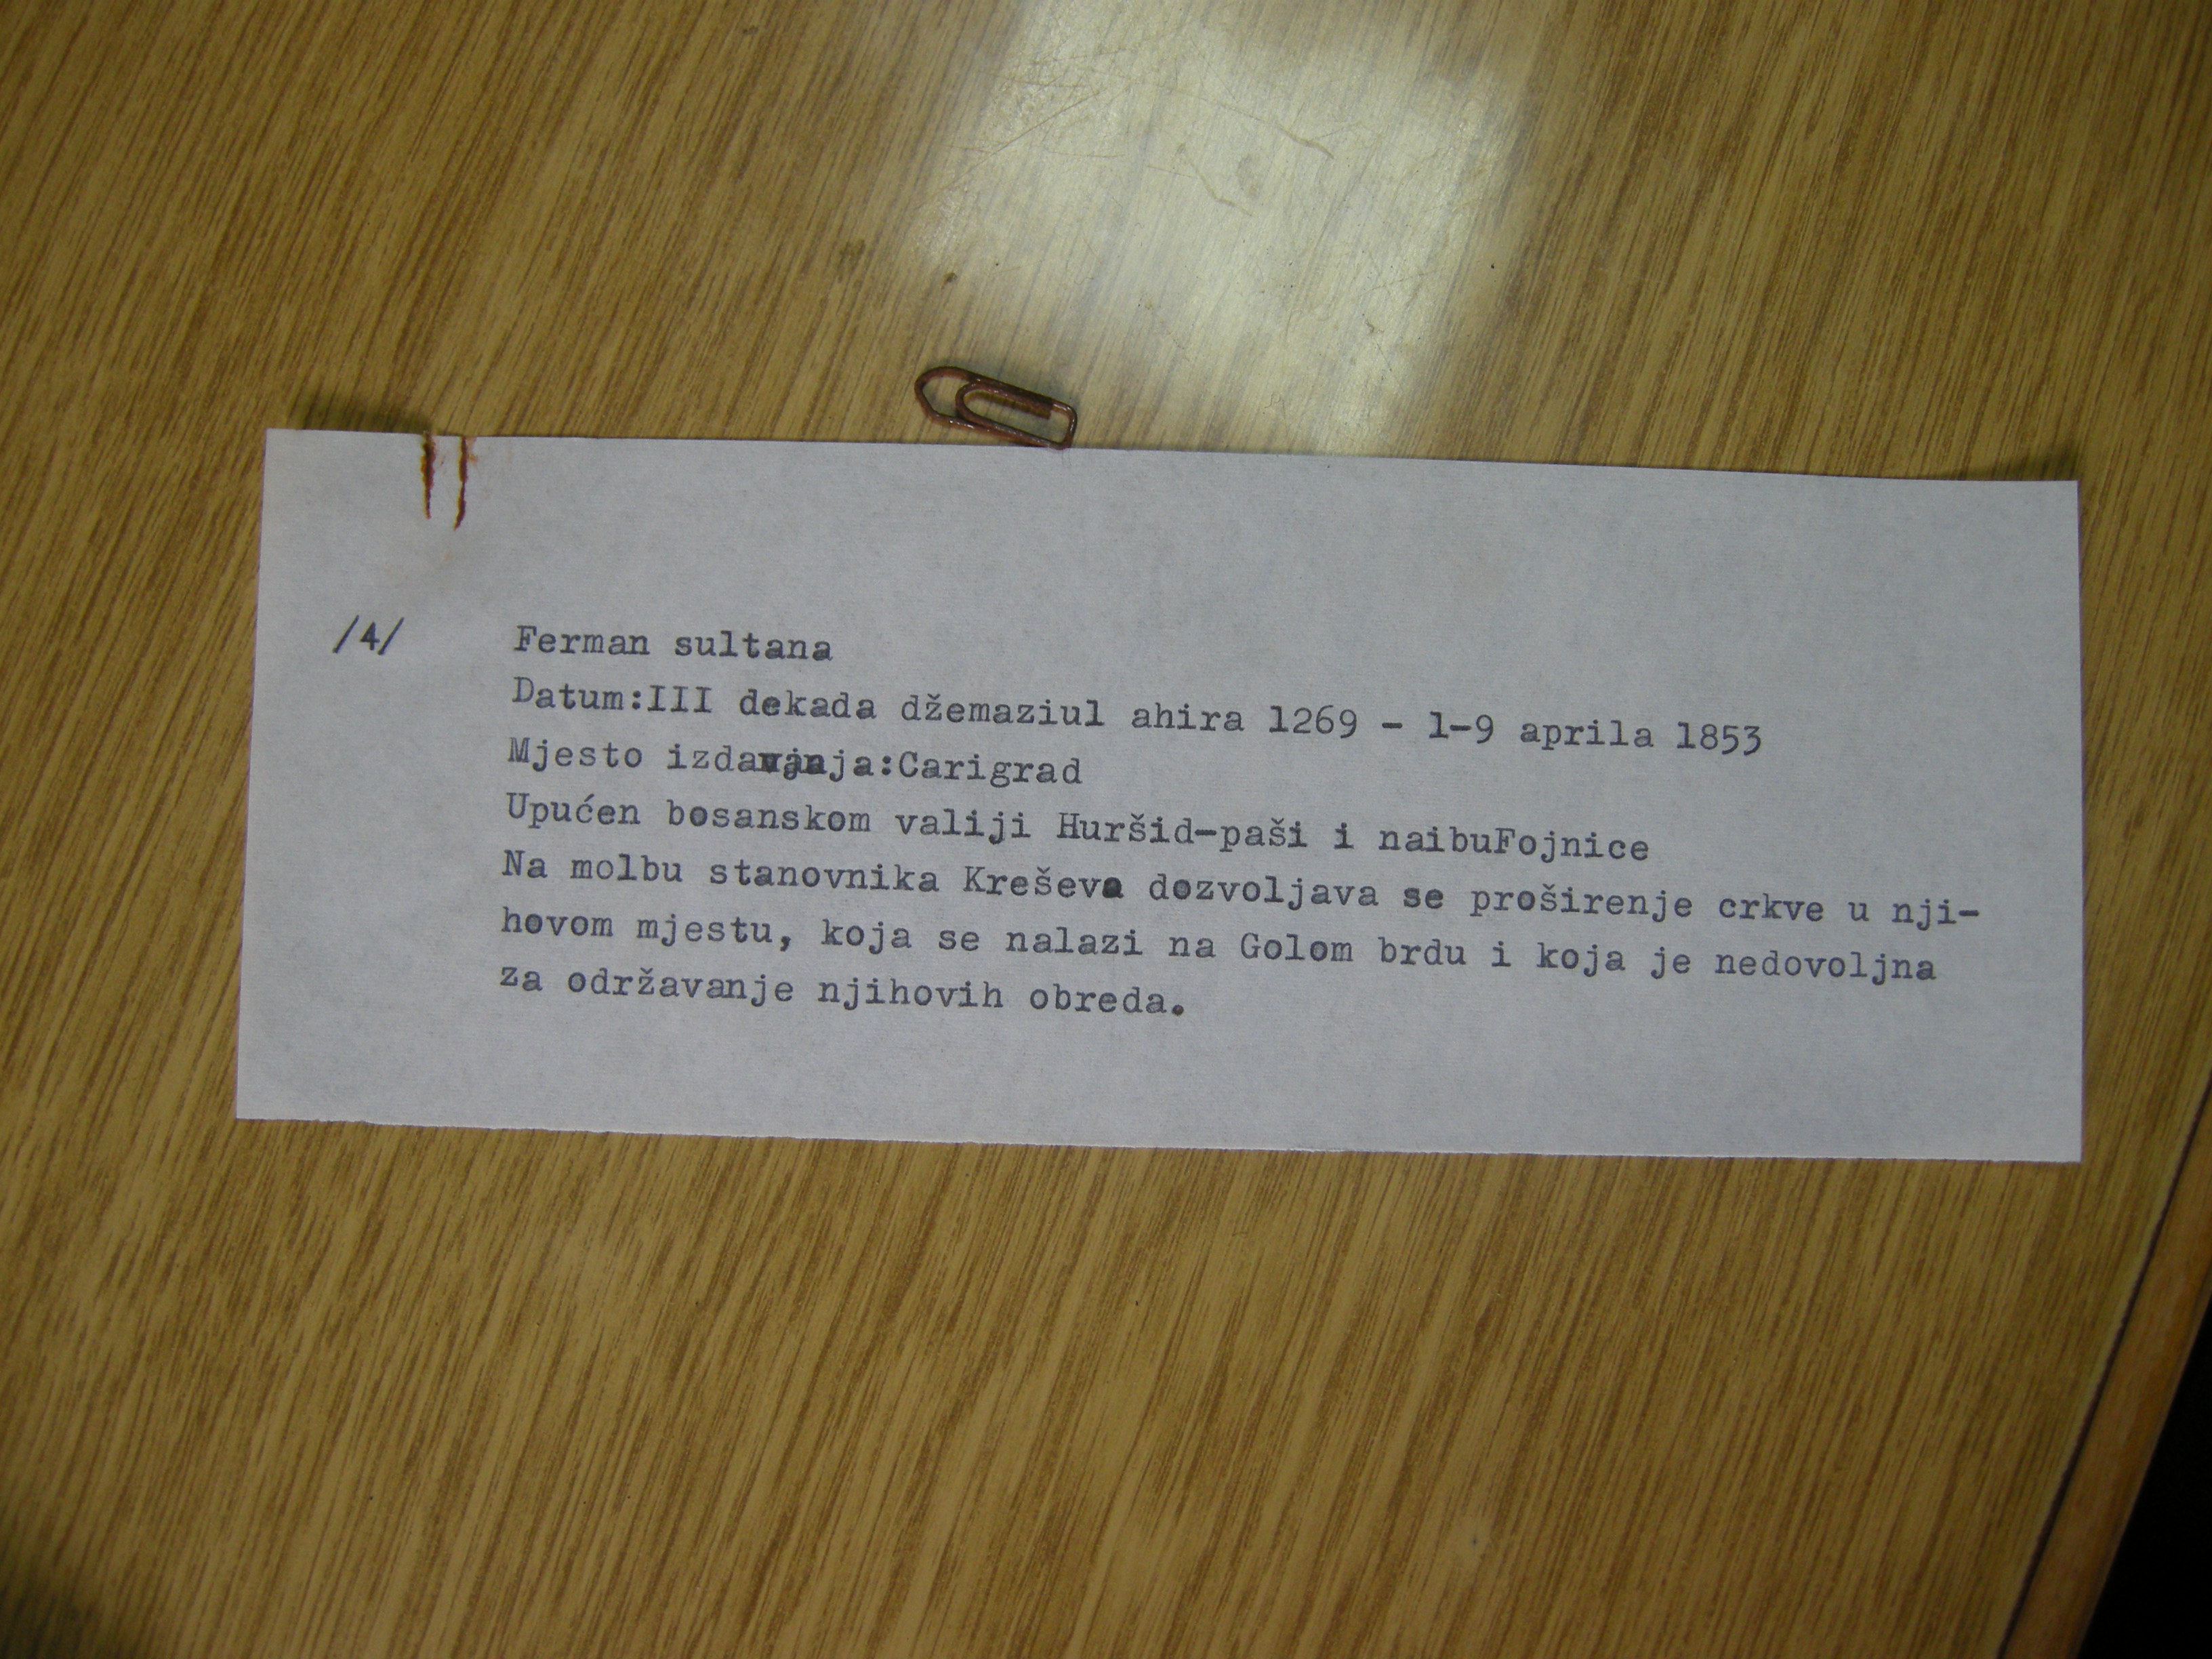 /4/ Ferman sultana
Datum:III dekada džemaziul ahira 1269 - 1-9 aprila 1853
Mjesto izdavanja:Carigrad
Upućen bosanskom valiji Huršid-paši i naibuFojnice
Na molbu stanovnika Kreševa dozvoljava se proširenje crkve u nji-
hovom mjestu, koja se nalazi na Golom brdu i koja je nedovoljna
za održavanje njihovih obreda.